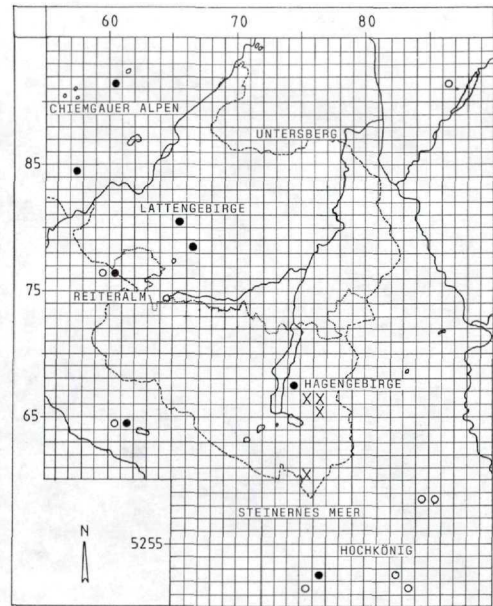 60 70 80
CHIEMGAUER ALPEN
UNTERSBERG
85
LATTENGEBIRGE
75
REITERALM
HAGENGEBIRGE
X X
X
65
X
STEINERNES MEER
N
5255
HOCHKÖNIG